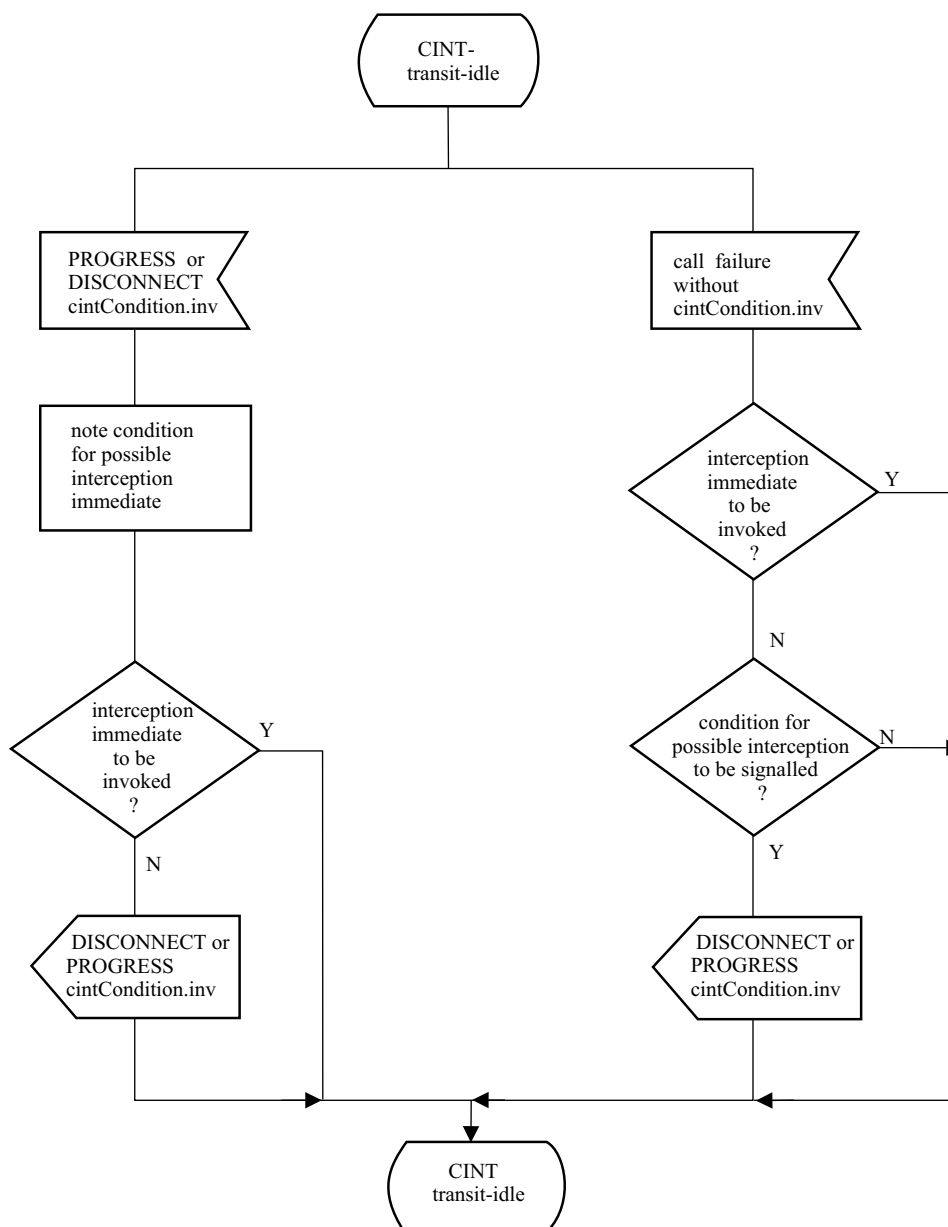 CINT-
transit-idle
PROGRESS or
DISCONNECT
cintCondition.inv
call failure
without
cintCondition.inv
note condition
for possible
interception
immediate
interception
immediate
to be
invoked
?
Y
N
interception
immediate
to be
invoked
?
Y
N
condition for
possible interception
to be signalled
?
N
Y
DISCONNECT or
PROGRESS
cintCondition.inv
DISCONNECT or
PROGRESS
cintCondition.inv
CINT
transit-idle